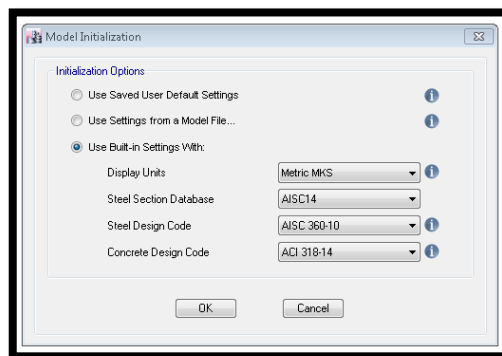 Model Initialization
Initialization Options
Use Saved User Default Settings
Use Settings from a Model File...
Use Built-in Settings With:
Display Units Metric MKS
Steel Section Database AISC14
Steel Design Code AISC 360-10
Concrete Design Code ACI 318-14
OK Cancel